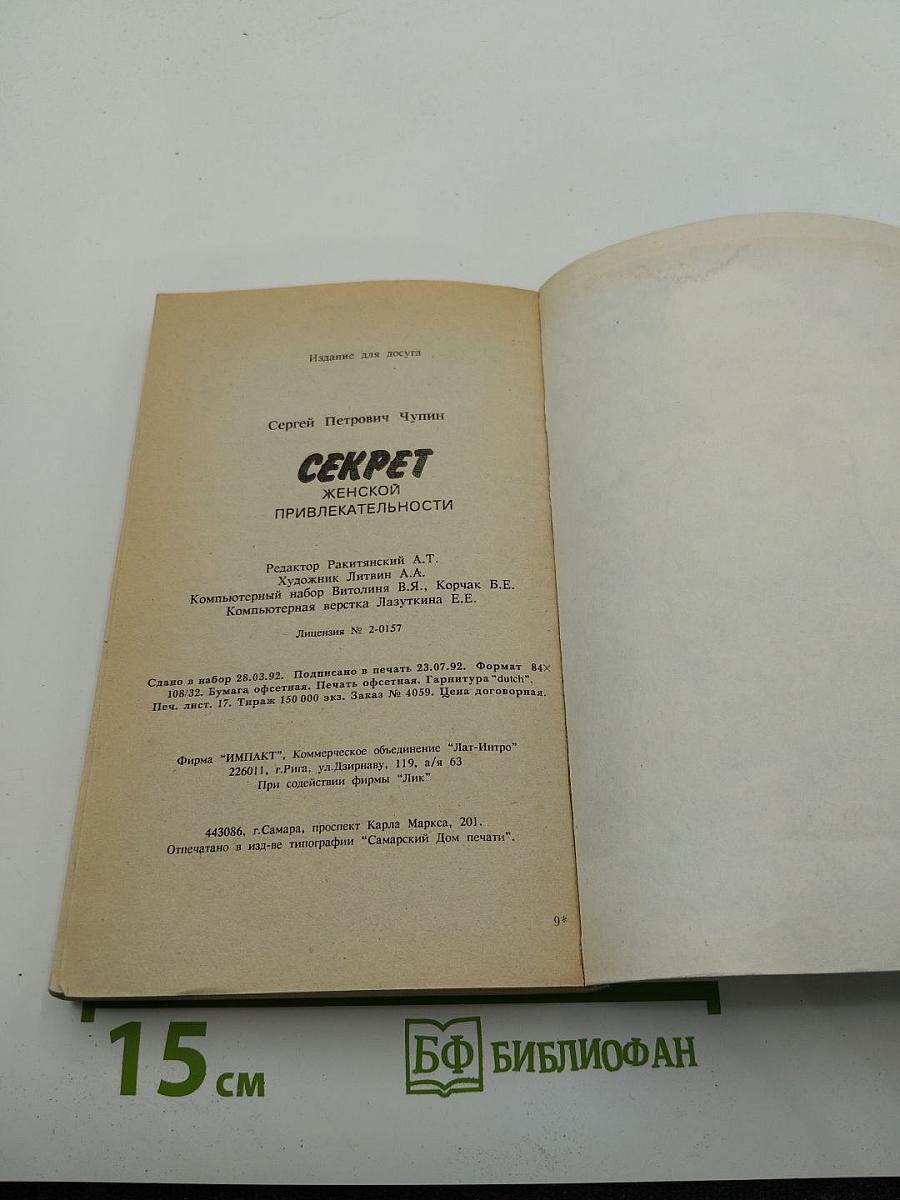 Издание для досуга
Сергей Петрович Чупин
СЕКРЕТ
ЖЕНСКОЙ
ПРИВЛЕКАТЕЛЬНОСТИ
Редактор Ракитянский А.Т.
Художник Литвин А.А.
Компьютерный набор Витолиня В.Я., Корчак Б.Е.
Компьютерная верстка Лазуткина Е.Е.
Лицензия № 2-0157
Сдано в набор 28.03.92. Подписано в печать 23.07.92. Формат 84×
108/32. Бумага офсетная. Печать офсетная. Гарнитура "dutch".
Печ. лист. 17. Тираж 150 000 экз. Заказ № 4059. Цена договорная.
Фирма "ИМПАКТ", Коммерческое объединение "Лат-Интро"
226011, г.Рига, ул.Дзирнаву, 119, а/я 63
При содействии фирмы "Лик"
443086, г.Самара, проспект Карла Маркса, 201.
Отпечатано в изд-ве типографии "Самарский Дом печати".
9*
15 см
БФ БИБЛИОФАН